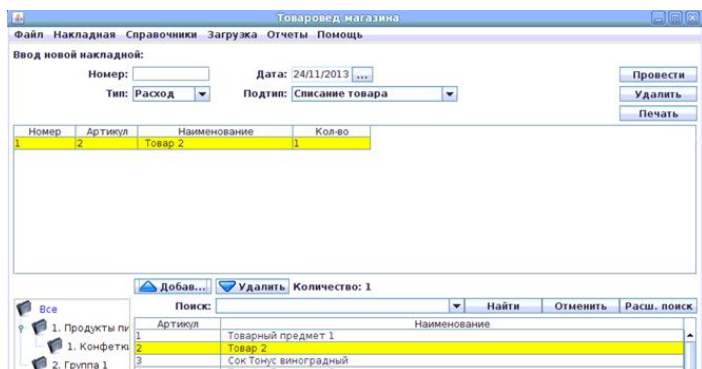 Товаровед магазина
Файл Накладная Справочники Загрузка Отчеты Помощь
Ввод новой накладной:
Номер: Дата: 24/11/2013 ... Провести
Тип: Расход Подтип: Списание товара Удалить
Печать
Номер Артикул Наименование Кол-во
1 2 Товар 2 1
Добав... Удалить Количество: 1
Все Поиск: Найти Отменить Расш. поиск
Артикул Наименование
1. Продукты пи 1 Товарный предмет 1
1. Конфетки 2 Товар 2
2. Группа 1 3 Сок Тонус виноградный